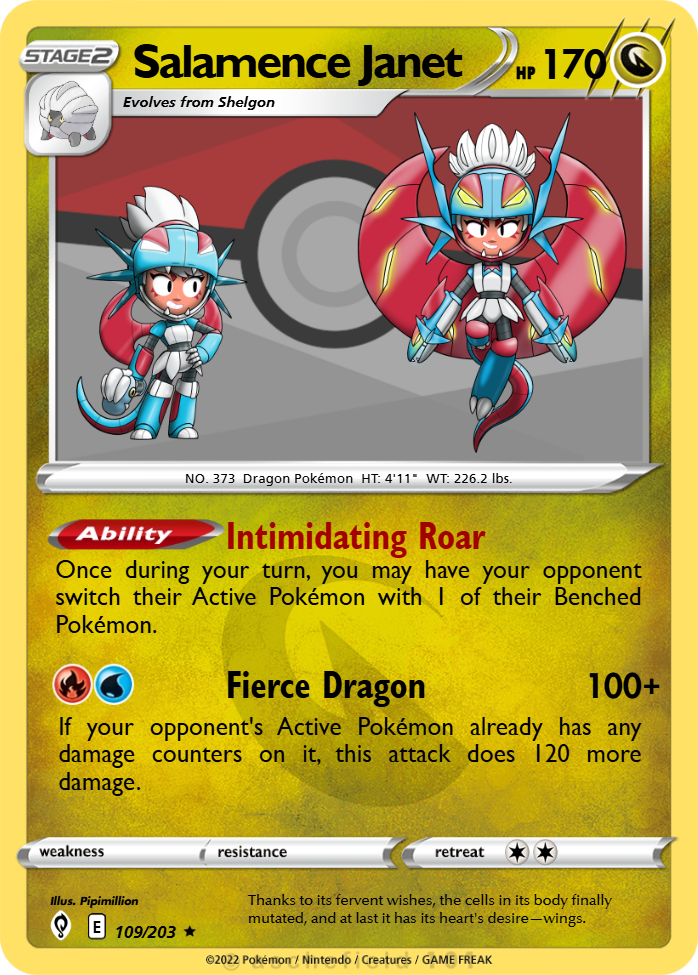 STAGE2
Salamence Janet
HP 170
Evolves from Shelgon
NO. 373 Dragon Pokémon HT: 4'11" WT: 226.2 lbs.
Ability Intimidating Roar
Once during your turn, you may have your opponent
switch their Active Pokémon with 1 of their Benched
Pokémon.
Fierce Dragon 100+
If your opponent's Active Pokémon already has any
damage counters on it, this attack does 120 more
damage.
weakness resistance retreat
Illus. Pipimillion
E 109/203 ★
Thanks to its fervent wishes, the cells in its body finally
mutated, and at last it has its heart's desire—wings.
©2022 Pokémon / Nintendo / Creatures / GAME FREAK